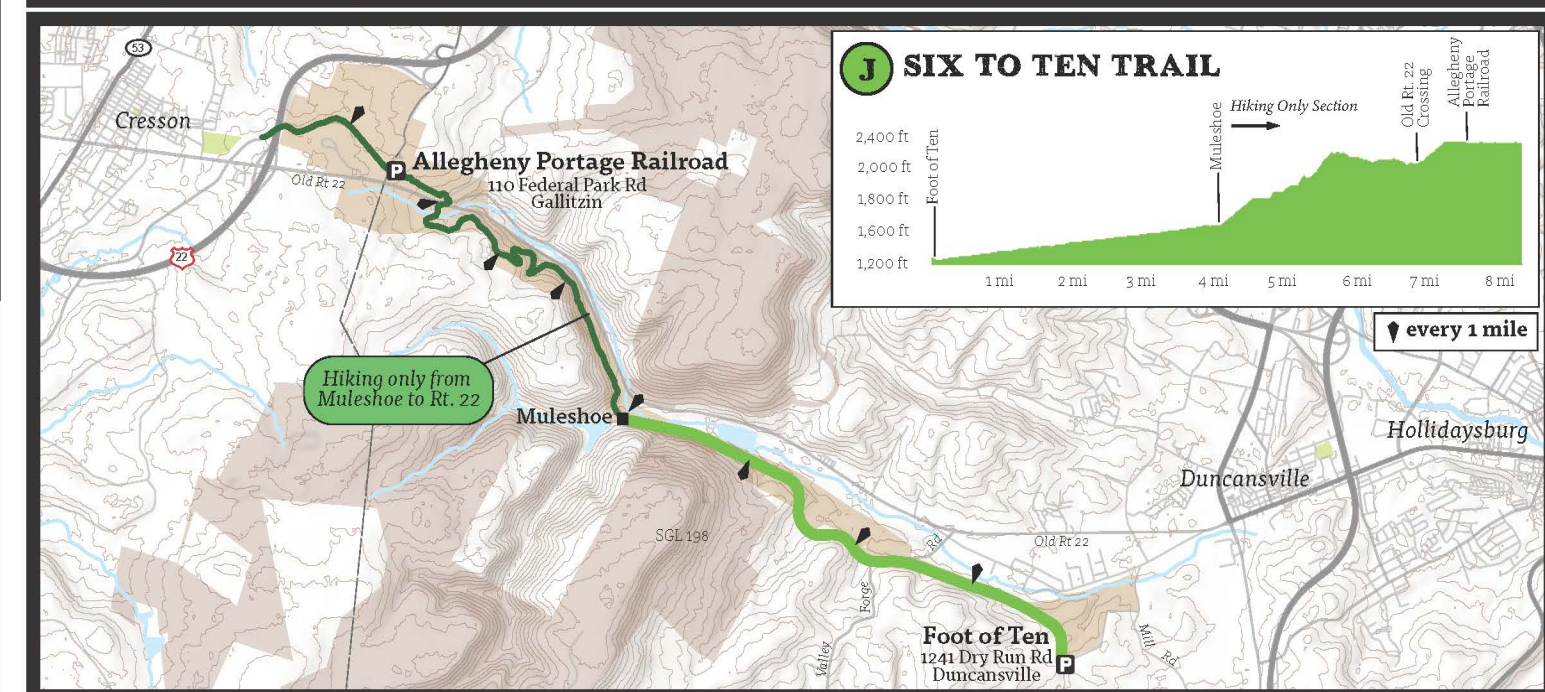 53
Cresson
Old Rt 22
22
P
Allegheny Portage Railroad
110 Federal Park Rd
Gallitzin
Hiking only from
Muleshoe to Rt. 22
Muleshoe
SGL 198
Valley
Forge
Rd
Old Rt 22
Mill
Rd
Foot of Ten
1241 Dry Run Rd
Duncansville
P
Duncansville
Hollidaysburg
J
SIX TO TEN TRAIL
2,400 ft
2,000 ft
1,800 ft
1,600 ft
1,200 ft
Foot of Ten
Muleshoe
Hiking Only Section
Old Rt. 22
Crossing
Allegheny
Portage
Railroad
1 mi
2 mi
3 mi
4 mi
5 mi
6 mi
7 mi
8 mi
every 1 mile